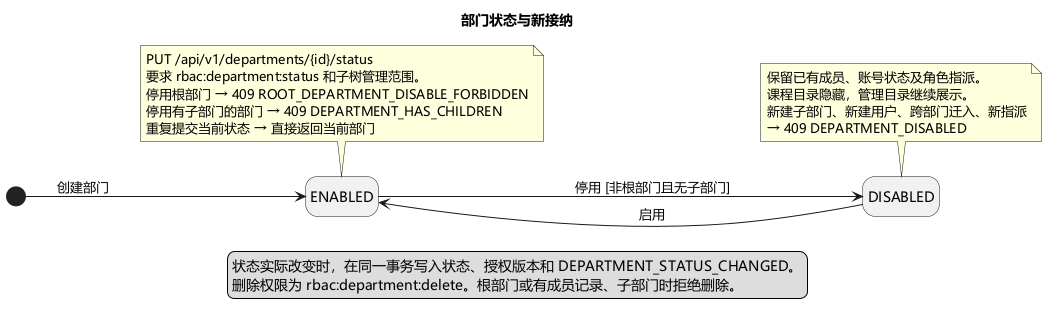 部门状态与新接纳
PUT /api/v1/departments/{id}/status
要求 rbac:department:status 和子树管理范围。
停用根部门 → 409 ROOT_DEPARTMENT_DISABLE_FORBIDDEN
停用有子部门的部门 → 409 DEPARTMENT_HAS_CHILDREN
重复提交当前状态 → 直接返回当前部门
保留已有成员、账号状态及角色指派。
课程目录隐藏，管理目录继续展示。
新建子部门、新建用户、跨部门迁入、新指派
→ 409 DEPARTMENT_DISABLED
创建部门
ENABLED
停用 [非根部门且无子部门]
DISABLED
启用
状态实际改变时，在同一事务写入状态、授权版本和 DEPARTMENT_STATUS_CHANGED。
删除权限为 rbac:department:delete。根部门或有成员记录、子部门时拒绝删除。